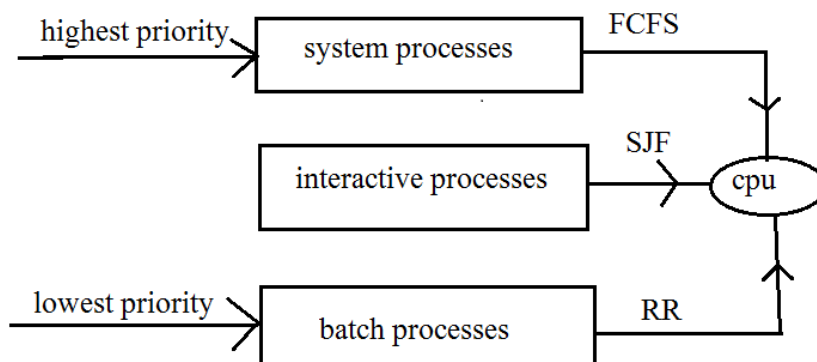 highest priority
system processes
FCFS
interactive processes
SJF
cpu
lowest priority
batch processes
RR